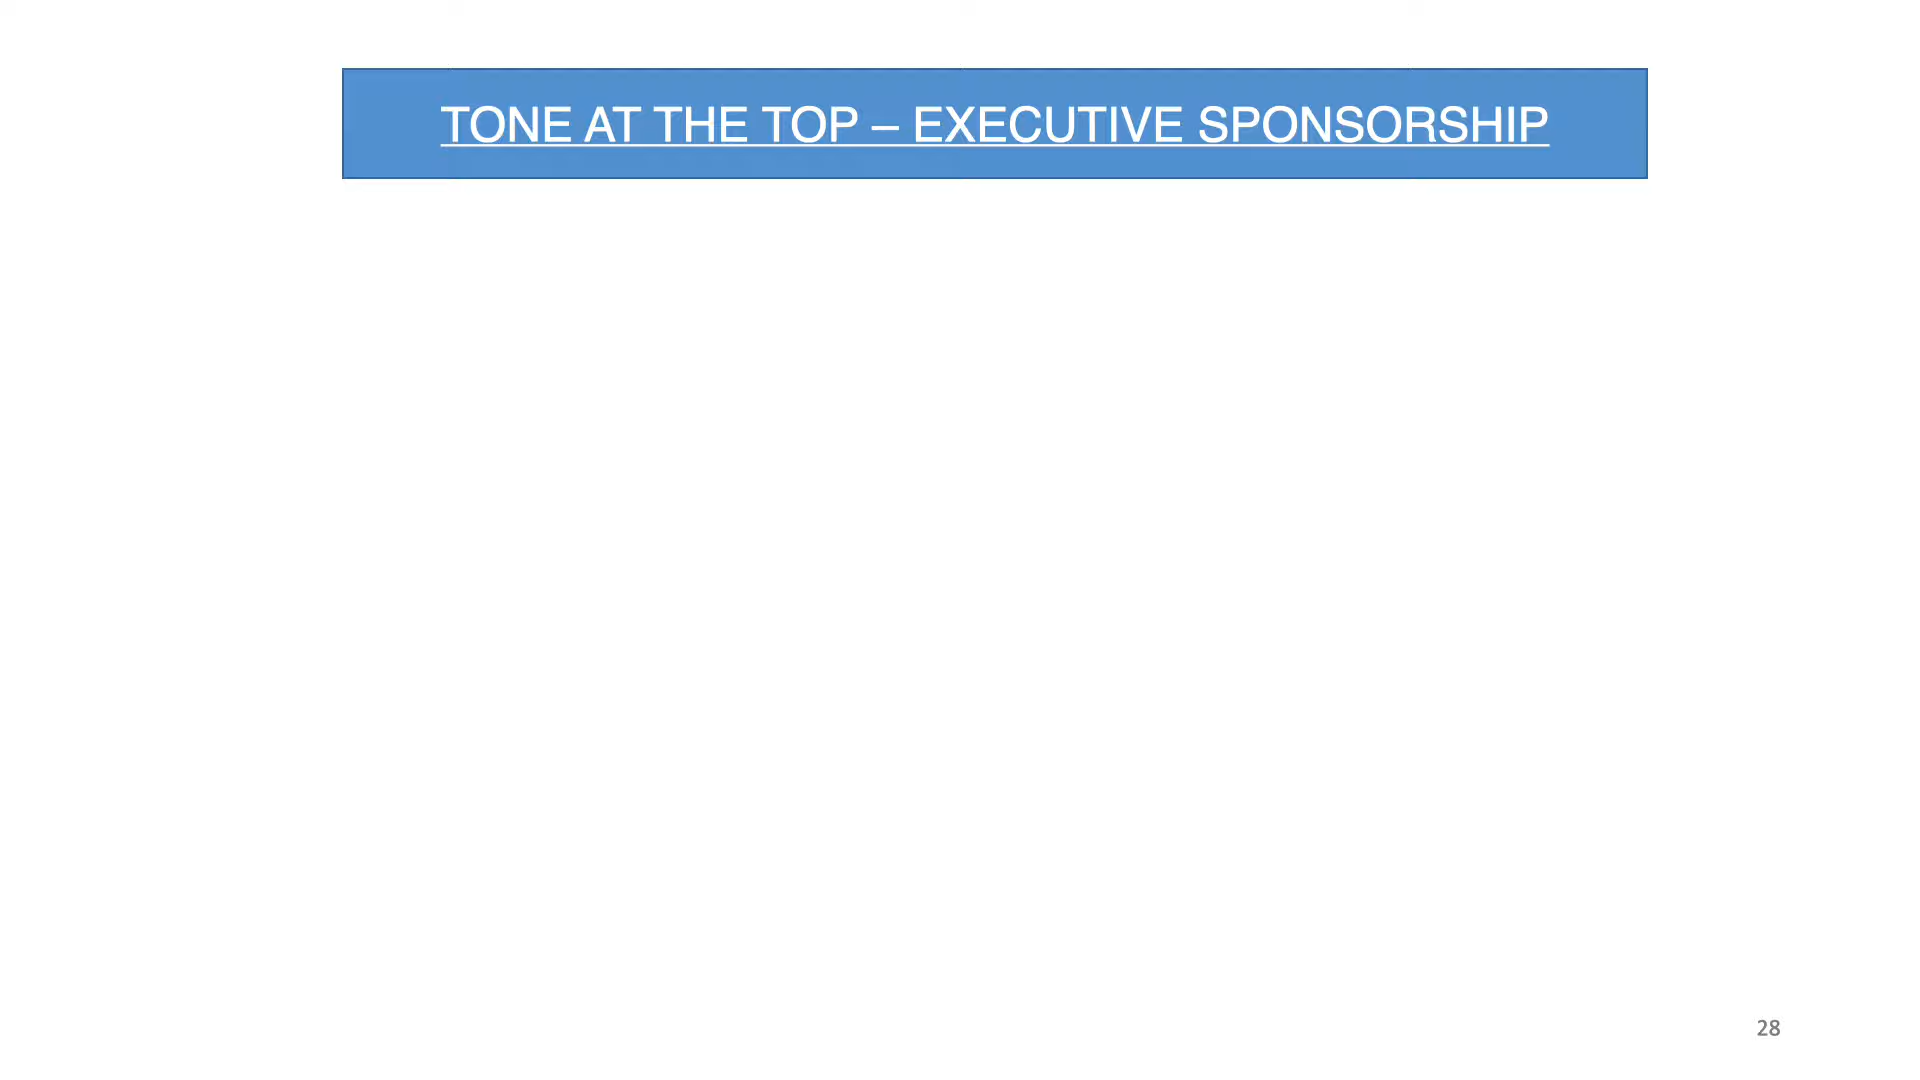 TONE AT THE TOP – EXECUTIVE SPONSORSHIP
28